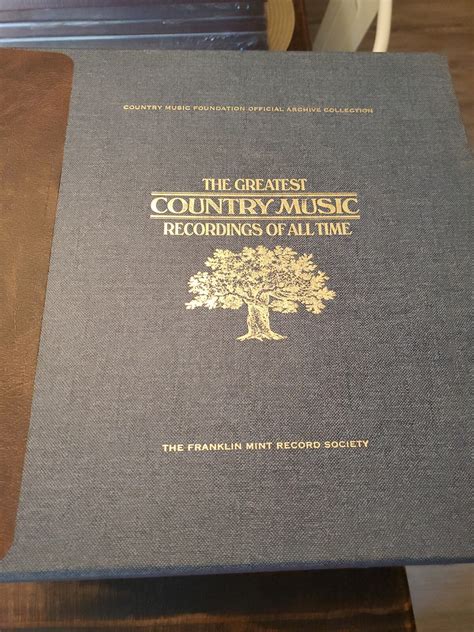 COUNTRY MUSIC FOUNDATION OFFICIAL ARCHIVE COLLECTION
THE GREATEST
COUNTRY MUSIC
RECORDINGS OF ALL TIME
THE FRANKLIN MINT RECORD SOCIETY